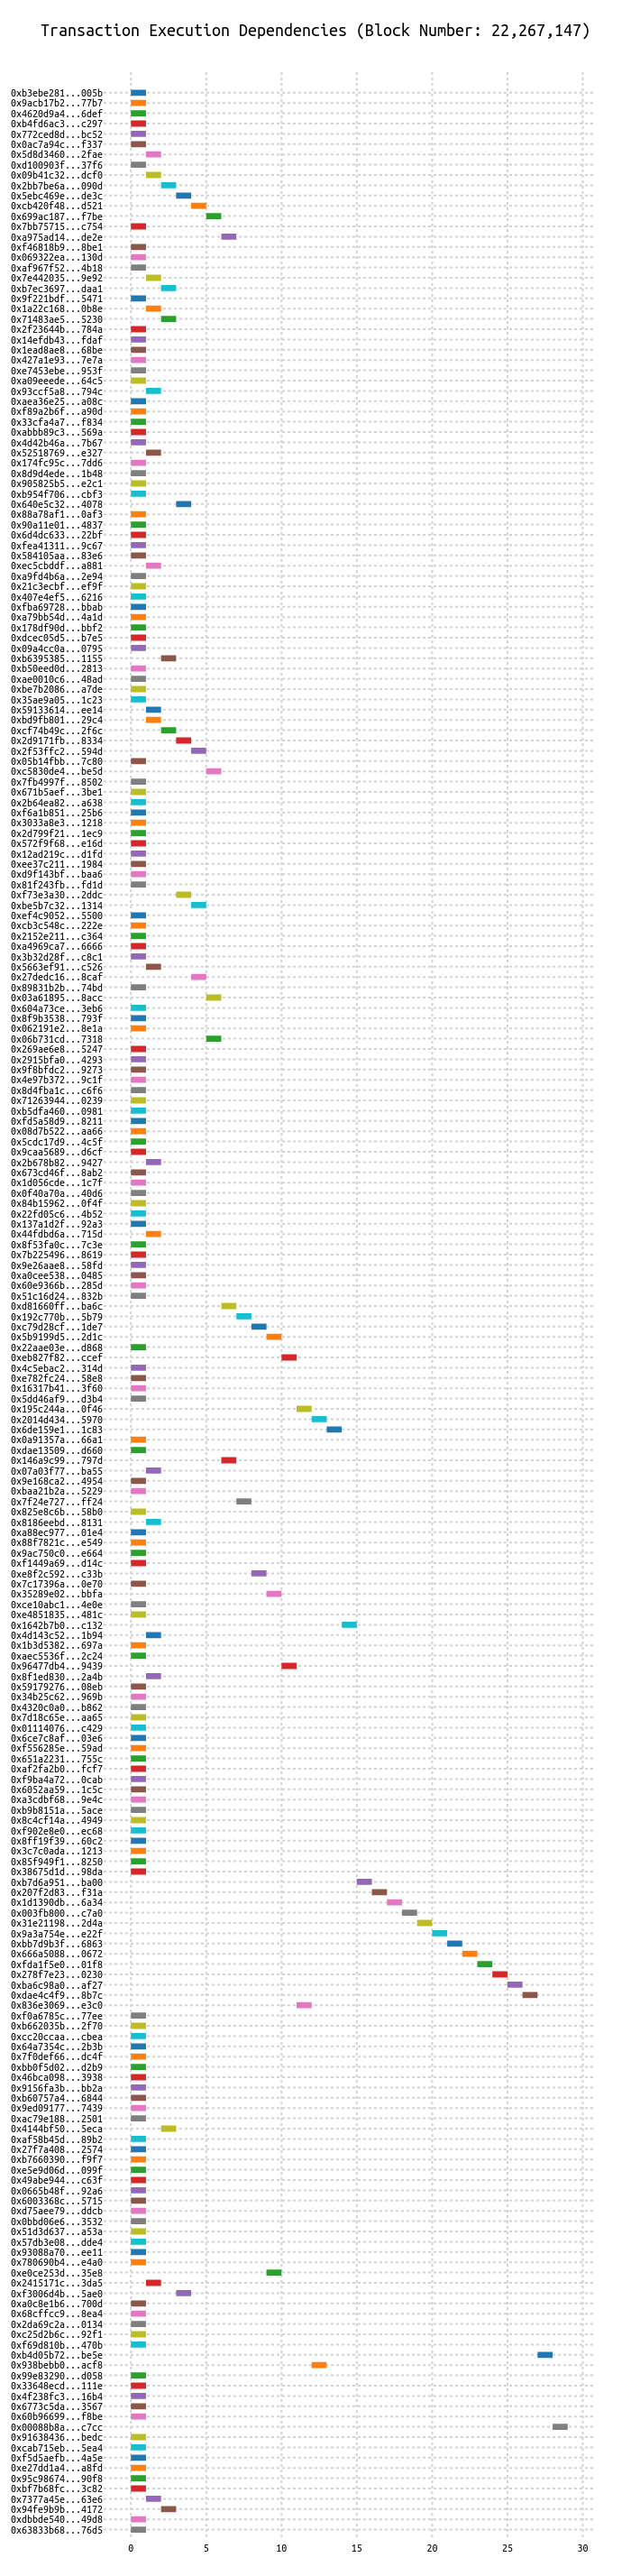 Transaction Execution Dependencies (Block Number: 22,267,147)
0xb3ebe281...005b
0x9acb17b2...77b7
0x4620d9a4...6def
0xb4fd6ac3...c297
0x772ced8d...bc52
0x0ac7a94c...f337
0x5d8d3460...2fae
0xd100903f...37f6
0x09b41c32...dcf0
0x2bb7be6a...090d
0x5ebc469e...de3c
0xcb420f48...d521
0x699ac187...f7be
0x7bb75715...c754
0xa975ad14...de2e
0xf46818b9...8be1
0x069322ea...130d
0xaf967f52...4b18
0x7e442035...9e92
0xb7ec3697...daa1
0x9f221bdf...5471
0x1a22c168...0b8e
0x71483ae5...5230
0x2f23644b...784a
0x14efdb43...fdaf
0x1ead8ae8...68be
0x427a1e93...7e7a
0xe7453ebe...953f
0xa09eeede...64c5
0x93ccf5a8...794c
0xaea36e25...a08c
0xf89a2b6f...a90d
0x33cfa4a7...f834
0xabbb89c3...569a
0x4d42b46a...7b67
0x52518769...e327
0x174fc95c...7dd6
0x8d9d4ede...1b48
0x905825b5...e2c1
0xb954f706...cbf3
0x640e5c32...4078
0x88a78af1...0af3
0x90a11e01...4837
0x6d4dc633...22bf
0xfea41311...9c67
0x584105aa...83e6
0xec5cbddf...a881
0xa9fd4b6a...2e94
0x21c3ecbf...ef9f
0x407e4ef5...6216
0xfba69728...bbab
0xa79bb54d...4a1d
0x178df90d...bbf2
0xdcec05d5...b7e5
0x09a4cc0a...0795
0xb6395385...1155
0xb50eed0d...2813
0xae0010c6...48ad
0xbe7b2086...a7de
0x35ae9a05...1c23
0x59133614...ee14
0xbd9fb801...29c4
0xcf74b49c...2f6c
0x2d9171fb...8334
0x2f53ffc2...594d
0x05b14fbb...7c80
0xc5830de4...be5d
0x7fb4997f...8502
0x671b5aef...3be1
0x2b64ea82...a638
0xf6a1b851...25b6
0x3033a8e3...1218
0x2d799f21...1ec9
0x572f9f68...e16d
0x12ad219c...d1fd
0xee37c211...1984
0xd9f143bf...baa6
0x81f243fb...fd1d
0xf73e3a30...2ddc
0xbe5b7c32...1314
0xef4c9052...5500
0xcb3c548c...222e
0x2152e211...c364
0xa4969ca7...6666
0x3b32d28f...c8c1
0x5663ef91...c526
0x27dedc16...8caf
0x89831b2b...74bd
0x03a61895...8acc
0x604a73ce...3eb6
0x8f9b3538...793f
0x062191e2...8e1a
0x06b731cd...7318
0x269ae6e8...5247
0x2915bfa0...4293
0x9f8bfdc2...9273
0x4e97b372...9c1f
0x8d4fba1c...c6f6
0x71263944...0239
0xb5dfa460...0981
0xfd5a58d9...8211
0x08d7b522...aa66
0x5cdc17d9...4c5f
0x9caa5689...d6cf
0x2b678b82...9427
0x673cd46f...8ab2
0x1d056cde...1c7f
0x0f40a70a...40d6
0x84b15962...0f4f
0x22fd05c6...4b52
0x137a1d2f...92a3
0x44fdbd6a...715d
0x8f53fa0c...7c3e
0x7b225496...8619
0x9e26aae8...58fd
0xa0cee538...0485
0x60e9366b...285d
0x51c16d24...832b
0xd81660ff...ba6c
0x192c770b...5b79
0xc79d28cf...1de7
0x5b9199d5...2d1c
0x22aae03e...d868
0xeb827f82...ccef
0x4c5ebac2...314d
0xe782fc24...58e8
0x16317b41...3f60
0x5dd46af9...d3b4
0x195c244a...0f46
0x2014d434...5970
0x6de159e1...1c83
0x0a91357a...66a1
0xdae13509...d660
0x146a9c99...797d
0x07a03f77...ba55
0x9e168ca2...4954
0xbaa21b2a...5229
0x7f24e727...ff24
0x825e8c6b...58b0
0x8186eebd...8131
0xa88ec977...01e4
0x88f7821c...e549
0x9ac750c0...e664
0xf1449a69...d14c
0xe8f2c592...c33b
0x7c17396a...0e70
0x35289e02...bbfa
0xce10abc1...4e0e
0xe4851835...481c
0x1642b7b0...c132
0x4d143c52...1b94
0x1b3d5382...697a
0xaec5536f...2c24
0x96477db4...9439
0x8f1ed830...2a4b
0x59179276...08eb
0x34b25c62...969b
0x4320c0a0...b862
0x7d18c65e...aa65
0x01114076...c429
0x6ce7c8af...03e6
0xf556285e...59ad
0x651a2231...755c
0xaf2fa2b0...fcf7
0xf9ba4a72...0cab
0x6052aa59...1c5c
0xa3cdbf68...9e4c
0xb9b8151a...5ace
0x8c4cf14a...4949
0xf902e8e0...ec68
0x8ff19f39...60c2
0x3c7c0ada...1213
0x85f949f1...8250
0x38675d1d...98da
0xb7d6a951...ba00
0x207f2d83...f31a
0x1d1390db...6a34
0x003fb800...c7a0
0x31e21198...2d4a
0x9a3a754e...e22f
0xbb7d9b3f...6863
0x666a5088...0672
0xfda1f5e0...01f8
0x278f7e23...0230
0xba6c98a0...af27
0xdae4c4f9...8b7c
0x836e3069...e3c0
0xf0a6785c...77ee
0xb662035b...2f70
0xcc20ccaa...cbea
0x64a7354c...2b3b
0x7f0def66...dc4f
0xbb0f5d02...d2b9
0x46bca098...3938
0x9156fa3b...bb2a
0xb60757a4...6844
0x9ed09177...7439
0xac79e188...2501
0x4144bf50...5eca
0xaf58b45d...89b2
0x27f7a408...2574
0xb7660390...f9f7
0xe5e9d06d...099f
0x49abe944...c63f
0x0665b48f...92a6
0x6003368c...5715
0xd75aee79...ddcb
0x0bbd06e6...3532
0x51d3d637...a53a
0x57db3e08...dde4
0x93088a70...ee11
0x780690b4...e4a0
0xe0ce253d...35e8
0x2415171c...3da5
0xf3006d4b...5ae0
0xa0c8e1b6...700d
0x68cffcc9...8ea4
0x2da69c2a...0134
0xc25d2b6c...92f1
0xf69d810b...470b
0xb4d05b72...be5e
0x938bebb0...acf8
0x99e83290...d058
0x33648ecd...111e
0x4f238fc3...16b4
0x6773c5da...3567
0x60b96699...f8be
0x00088b8a...c7cc
0x91638436...bedc
0xcab715eb...5ea4
0xf5d5aefb...4a5e
0xe27dd1a4...a8fd
0x95c98674...90f8
0xbf7b68fc...3c82
0x7377a45e...63e6
0x94fe9b9b...4172
0xdbbde540...49d8
0x63833b68...76d5
0 5 10 15 20 25 30